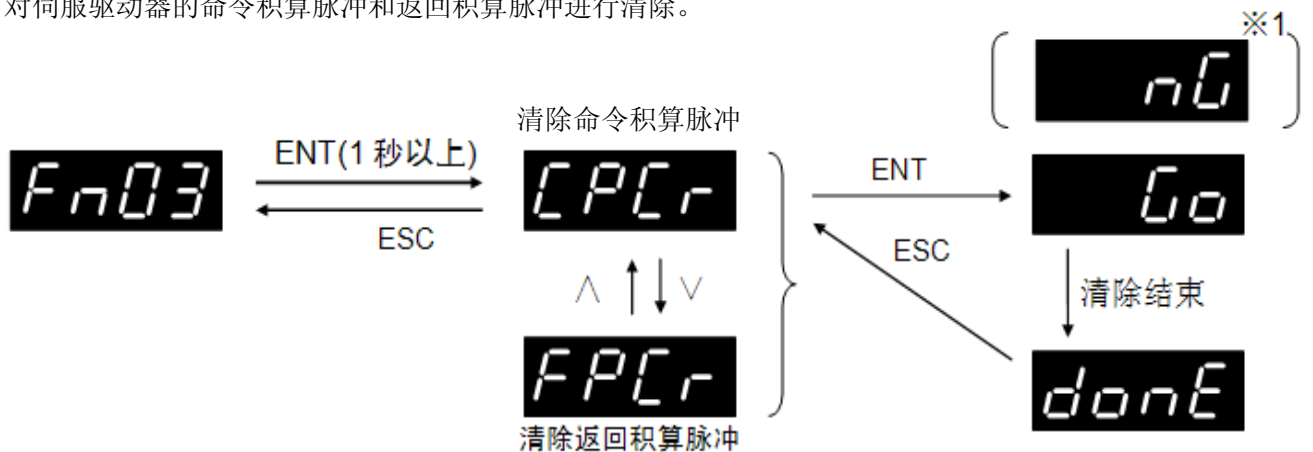 对伺服驱动器的命令积算脉冲和返回积算脉冲进行清除。
※1
nG
清除命令积算脉冲
ENT(1 秒以上)
Fn03
CPCr
ENT
Go
ESC
ESC
∧ ∨
清除结束
FPCr
donE
清除返回积算脉冲